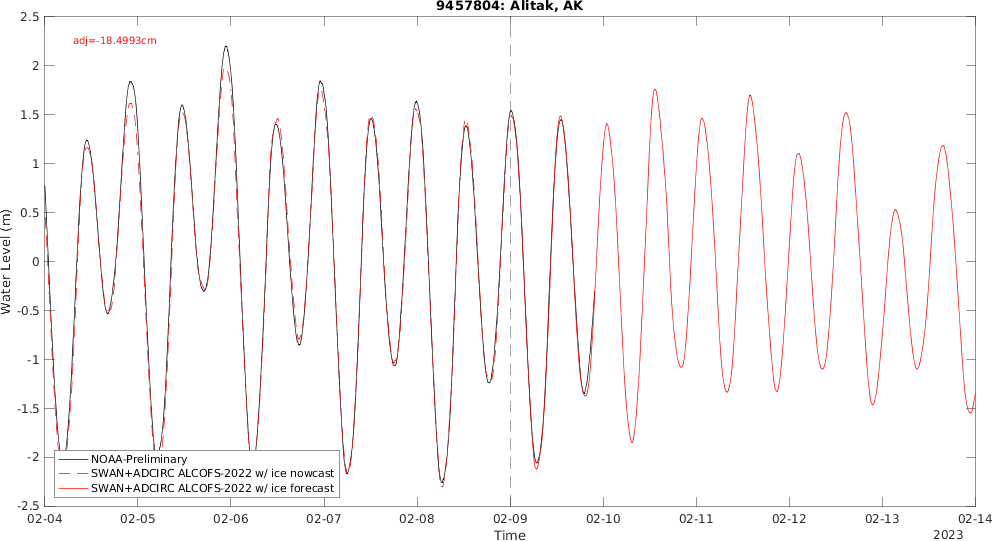 9457804: Alitak, AK
adj=-18.4993cm
2.5
2
1.5
1
0.5
0
-0.5
-1
-1.5
-2
-2.5
Water Level (m)
NOAA-Preliminary
SWAN+ADCIRC ALCOFS-2022 w/ ice nowcast
SWAN+ADCIRC ALCOFS-2022 w/ ice forecast
02-04 02-05 02-06 02-07 02-08 02-09 02-10 02-11 02-12 02-13 02-14
Time
2023